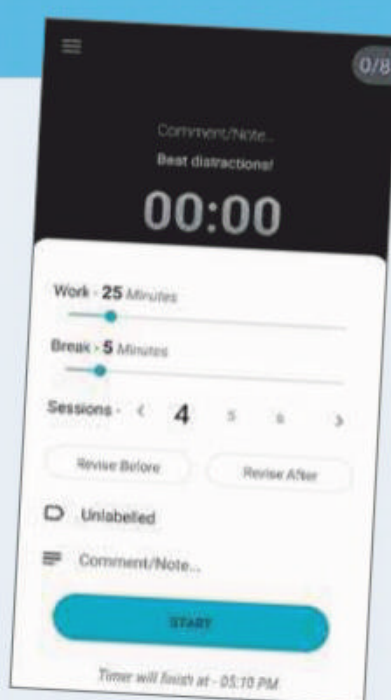 0/8
Comment/Note...
Beat distractions!
00:00
Work - 25 Minutes
Break - 5 Minutes
Sessions - < 4 5 6 >
Revise Before Revise After
Unlabelled
Comment/Note...
START
Timer will finish at - 05:10 PM